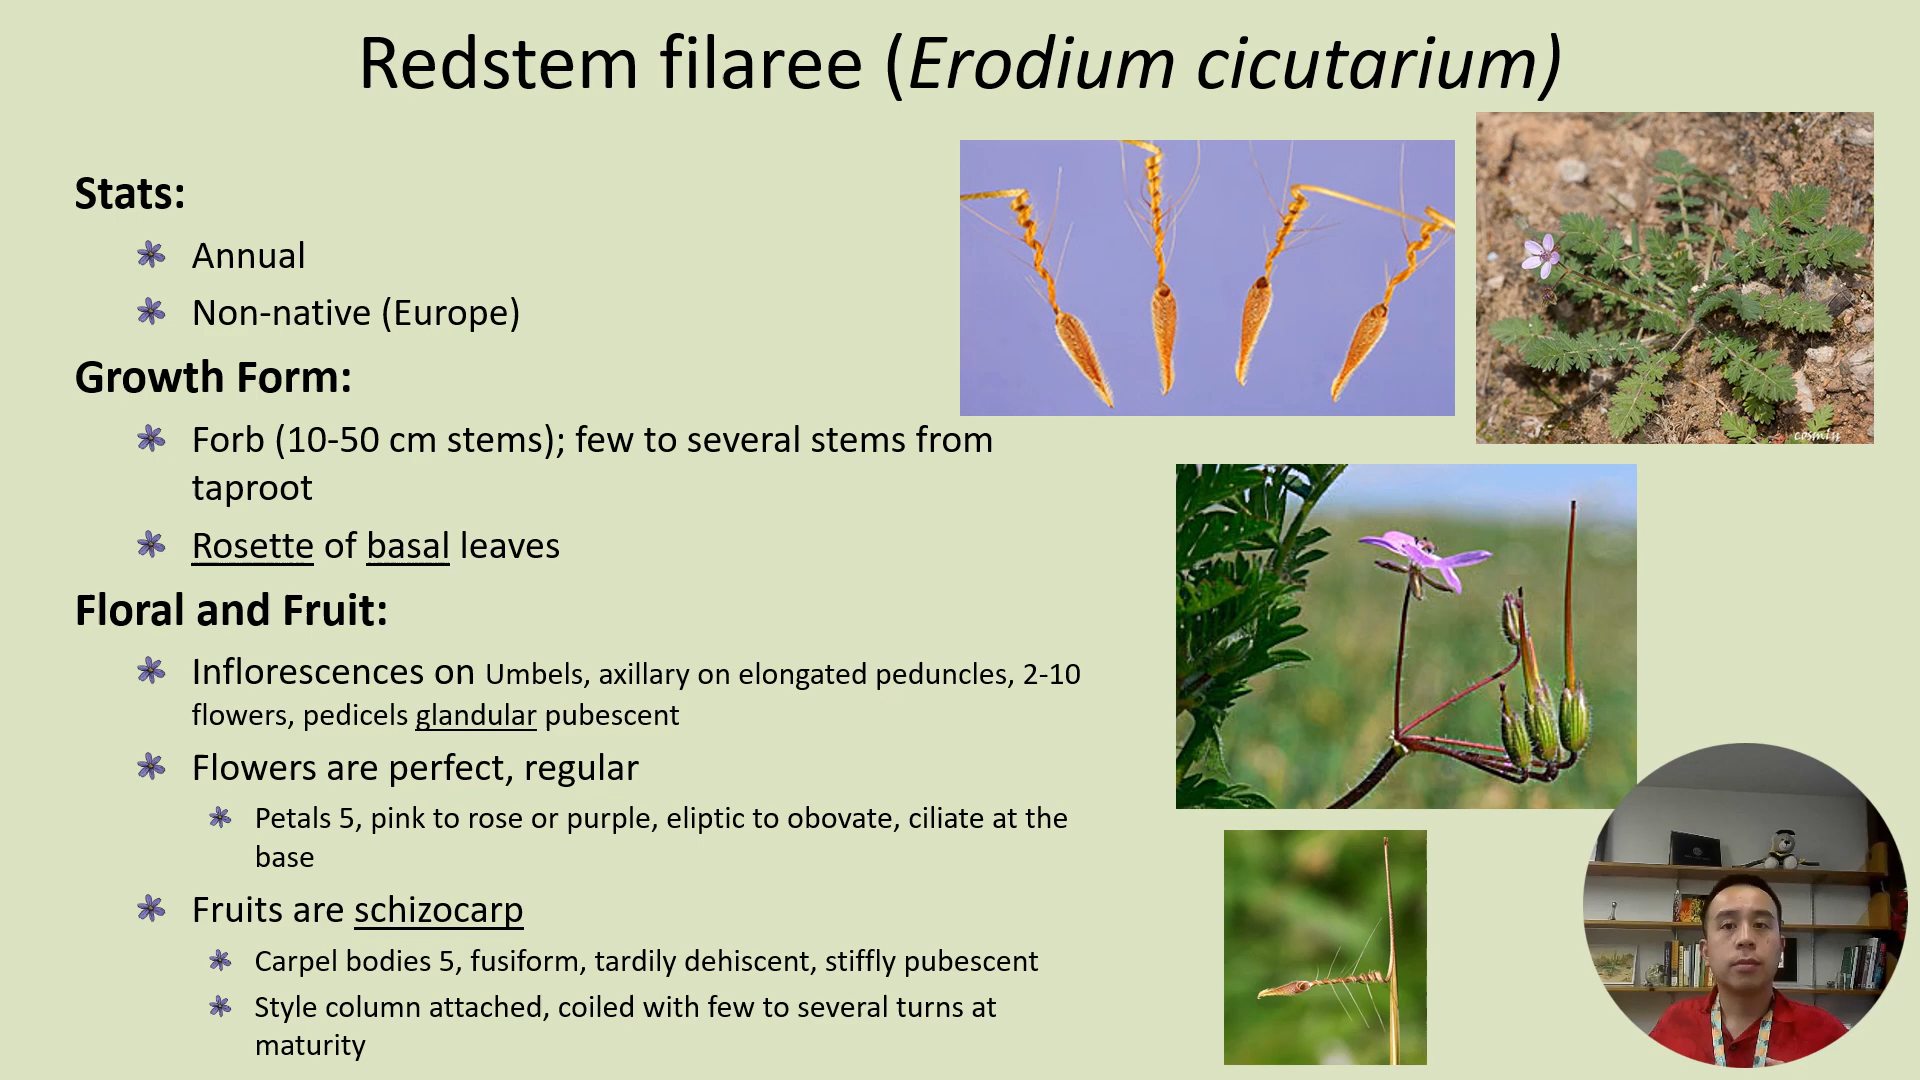 Redstem filaree (Erodium cicutarium)
Stats:
Annual
Non-native (Europe)
Growth Form:
Forb (10-50 cm stems); few to several stems from
taproot
Rosette of basal leaves
Floral and Fruit:
Inflorescences on Umbels, axillary on elongated peduncles, 2-10
flowers, pedicels glandular pubescent
Flowers are perfect, regular
Petals 5, pink to rose or purple, eliptic to obovate, ciliate at the
base
Fruits are schizocarp
Carpel bodies 5, fusiform, tardily dehiscent, stiffly pubescent
Style column attached, coiled with few to several turns at
maturity